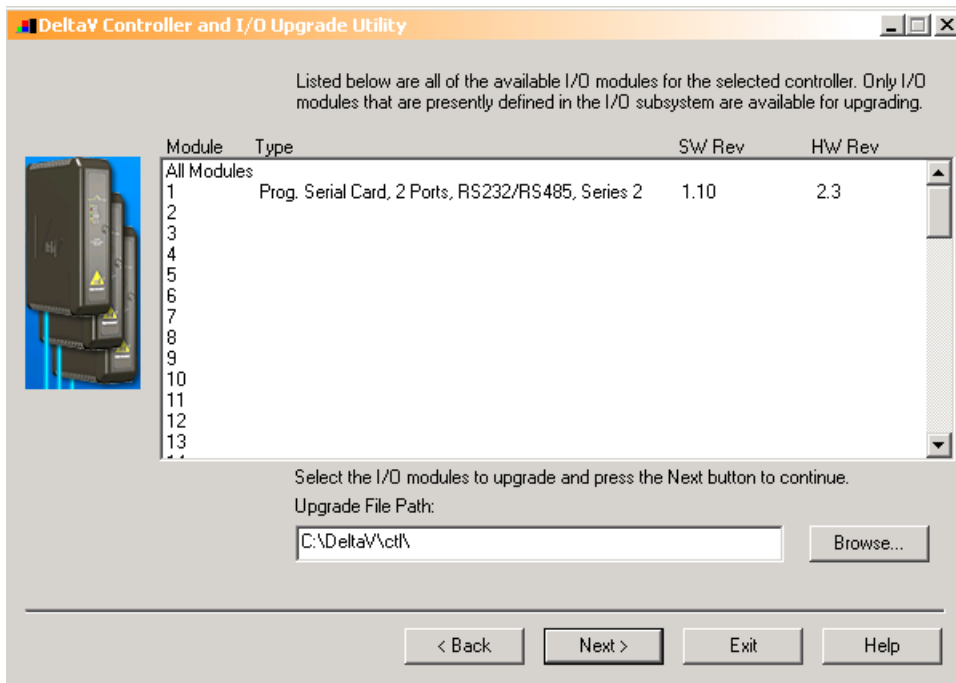 DeltaV Controller and I/O Upgrade Utility
Listed below are all of the available I/O modules for the selected controller. Only I/O
modules that are presently defined in the I/O subsystem are available for upgrading.
Module Type SW Rev HW Rev
All Modules
1 Prog. Serial Card, 2 Ports, RS232/RS485, Series 2 1.10 2.3
2
3
4
5
6
7
8
9
10
11
12
13
Select the I/O modules to upgrade and press the Next button to continue.
Upgrade File Path:
C:\DeltaV\ctl\ Browse...
< Back Next > Exit Help